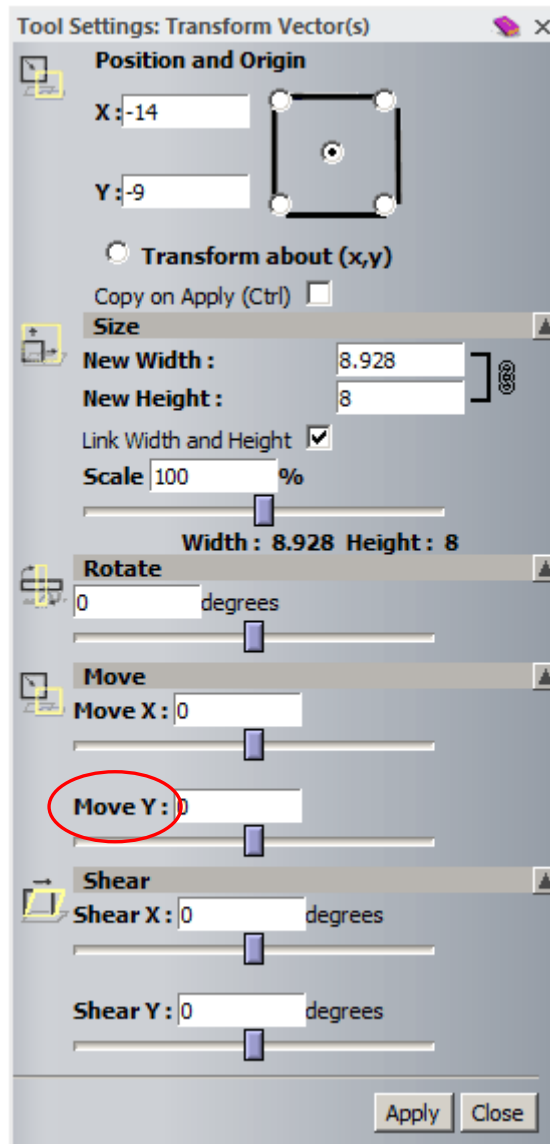 Tool Settings: Transform Vector(s)
Position and Origin
X : -14
Y : -9
Transform about (x,y)
Copy on Apply (Ctrl)
Size
New Width : 8.928
New Height : 8
Link Width and Height
Scale 100 %
Width : 8.928 Height : 8
Rotate
0 degrees
Move
Move X : 0
Move Y : 0
Shear
Shear X : 0 degrees
Shear Y : 0 degrees
Apply Close